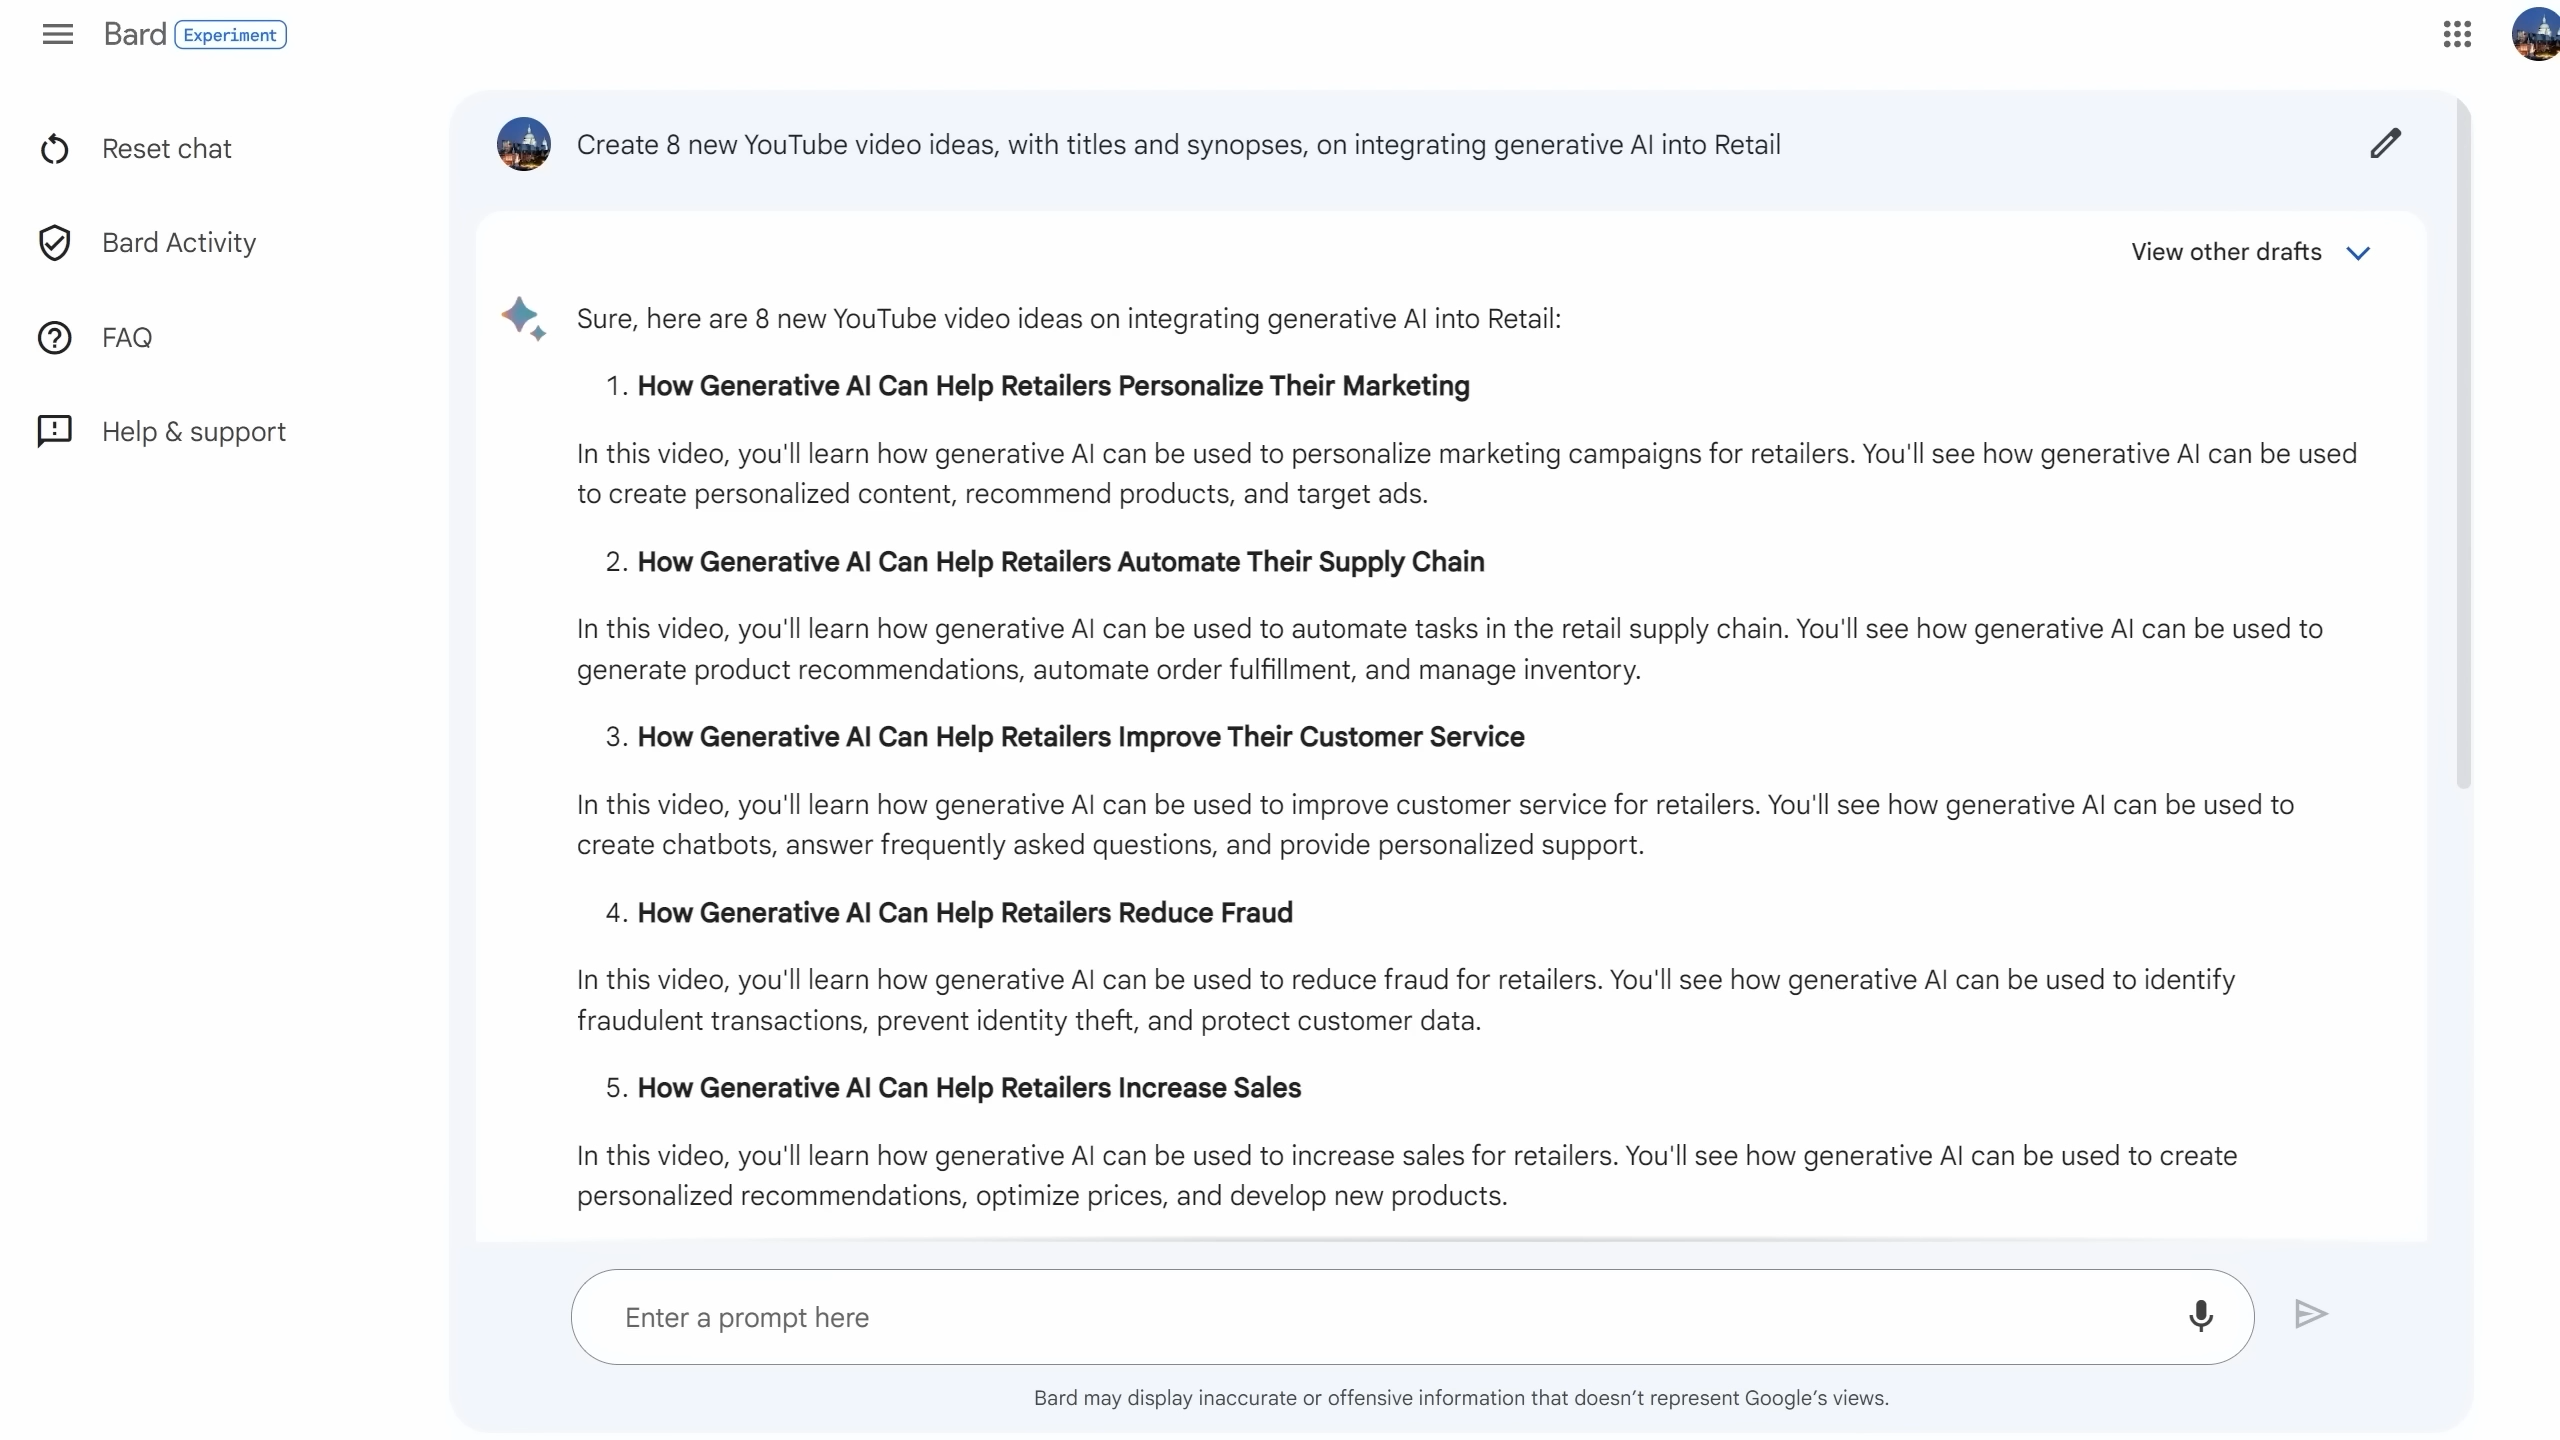 Bard Experiment
Reset chat
Bard Activity
FAQ
Help & support
Create 8 new YouTube video ideas, with titles and synopses, on integrating generative AI into Retail
View other drafts
Sure, here are 8 new YouTube video ideas on integrating generative AI into Retail:
1. How Generative AI Can Help Retailers Personalize Their Marketing
In this video, you'll learn how generative AI can be used to personalize marketing campaigns for retailers. You'll see how generative AI can be used
to create personalized content, recommend products, and target ads.
2. How Generative AI Can Help Retailers Automate Their Supply Chain
In this video, you'll learn how generative AI can be used to automate tasks in the retail supply chain. You'll see how generative AI can be used to
generate product recommendations, automate order fulfillment, and manage inventory.
3. How Generative AI Can Help Retailers Improve Their Customer Service
In this video, you'll learn how generative AI can be used to improve customer service for retailers. You'll see how generative AI can be used to
create chatbots, answer frequently asked questions, and provide personalized support.
4. How Generative AI Can Help Retailers Reduce Fraud
In this video, you'll learn how generative AI can be used to reduce fraud for retailers. You'll see how generative AI can be used to identify
fraudulent transactions, prevent identity theft, and protect customer data.
5. How Generative AI Can Help Retailers Increase Sales
In this video, you'll learn how generative AI can be used to increase sales for retailers. You'll see how generative AI can be used to create
personalized recommendations, optimize prices, and develop new products.
Enter a prompt here
Bard may display inaccurate or offensive information that doesn’t represent Google’s views.